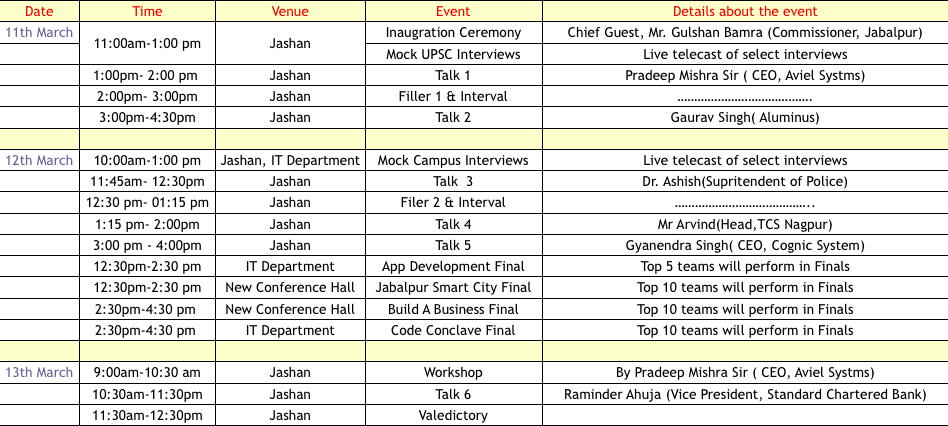 Date Time Venue Event Details about the event
11th March 11:00am-1:00 pm Jashan Inaugration Ceremony Chief Guest, Mr. Gulshan Bamra (Commissioner, Jabalpur)
Mock UPSC Interviews Live telecast of select interviews
1:00pm- 2:00 pm Jashan Talk 1 Pradeep Mishra Sir ( CEO, Aviel Systms)
2:00pm- 3:00pm Jashan Filler 1 & Interval ………………………………….
3:00pm-4:30pm Jashan Talk 2 Gaurav Singh( Aluminus)
12th March 10:00am-1:00 pm Jashan, IT Department Mock Campus Interviews Live telecast of select interviews
11:45am- 12:30pm Jashan Talk 3 Dr. Ashish(Supritendent of Police)
12:30 pm- 01:15 pm Jashan Filer 2 & Interval …………………………………..
1:15 pm- 2:00pm Jashan Talk 4 Mr Arvind(Head,TCS Nagpur)
3:00 pm - 4:00pm Jashan Talk 5 Gyanendra Singh( CEO, Cognic System)
12:30pm-2:30 pm IT Department App Development Final Top 5 teams will perform in Finals
12:30pm-2:30 pm New Conference Hall Jabalpur Smart City Final Top 10 teams will perform in Finals
2:30pm-4:30 pm New Conference Hall Build A Business Final Top 10 teams will perform in Finals
2:30pm-4:30 pm IT Department Code Conclave Final Top 10 teams will perform in Finals
13th March 9:00am-10:30 am Jashan Workshop By Pradeep Mishra Sir ( CEO, Aviel Systms)
10:30am-11:30pm Jashan Talk 6 Raminder Ahuja (Vice President, Standard Chartered Bank)
11:30am-12:30pm Jashan Valedictory